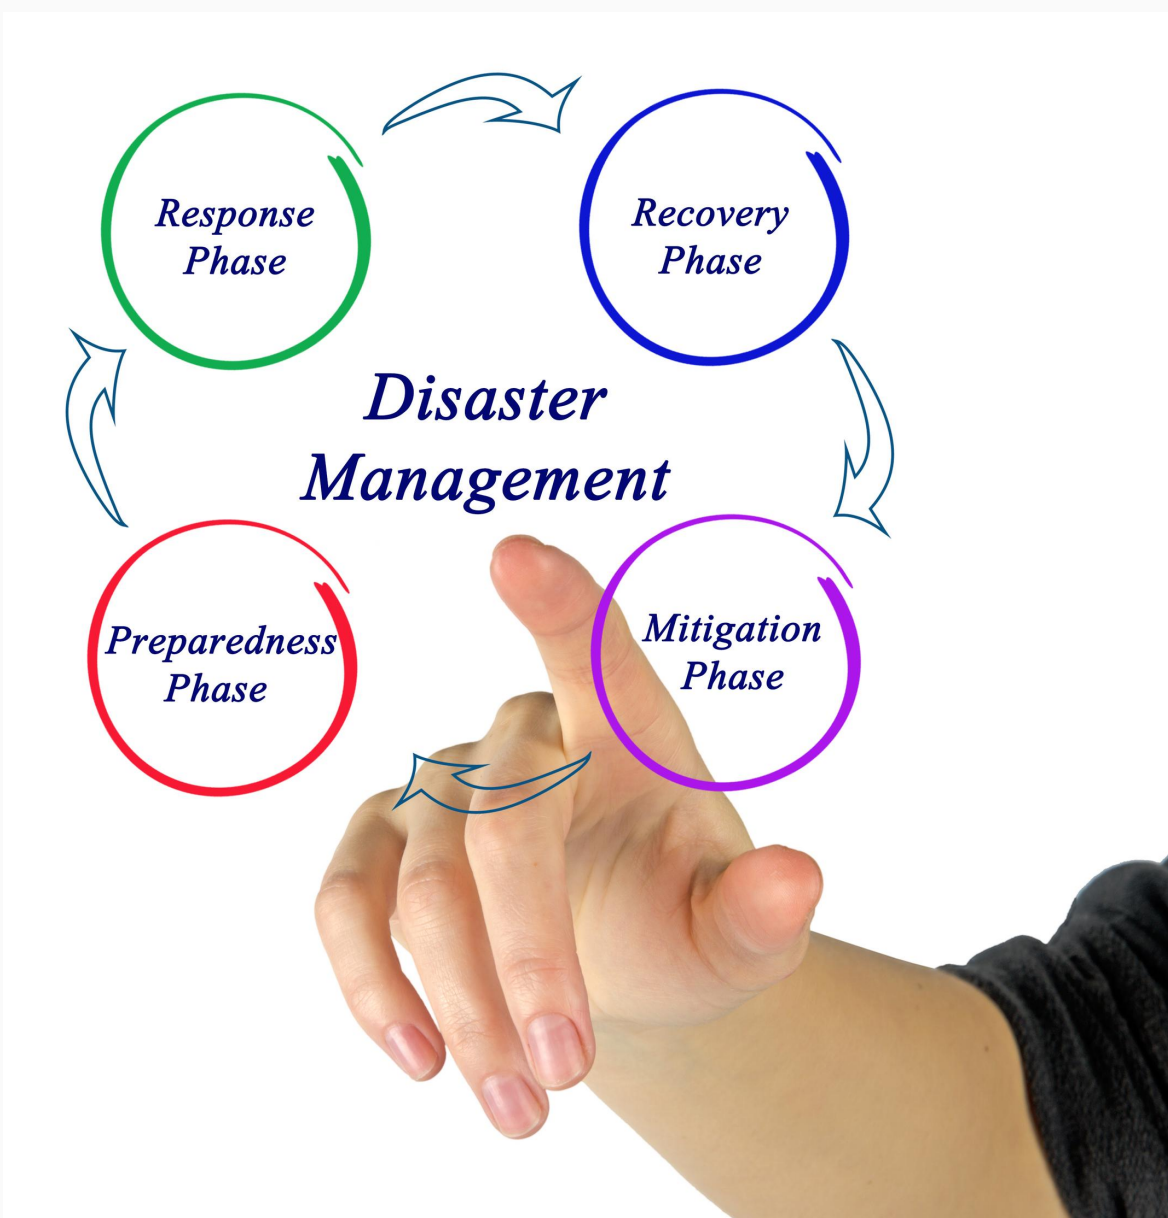 Response
Phase
Recovery
Phase
Disaster
Management
Preparedness
Phase
Mitigation
Phase